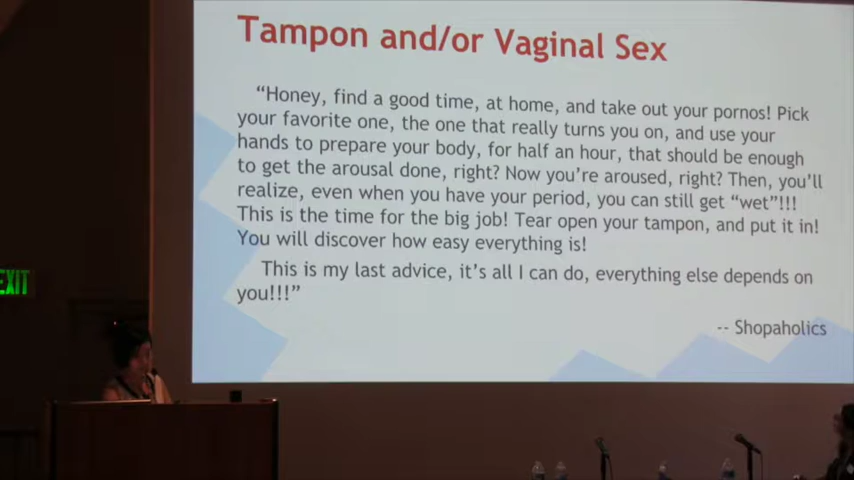 Tampon and/or Vaginal Sex
"Honey, find a good time, at home, and take out your pornos! Pick
your favorite one, the one that really turns you on, and use your
hands to prepare your body, for half an hour, that should be enough
to get the arousal done, right? Now you're aroused, right? Then, you'll
realize, even when you have your period, you can still get "wet"!!!
This is the time for the big job! Tear open your tampon, and put it in!
You will discover how easy everything is!
This is my last advice, it's all I can do, everything else depends on
you!!!"
-- Shopaholics
EXIT